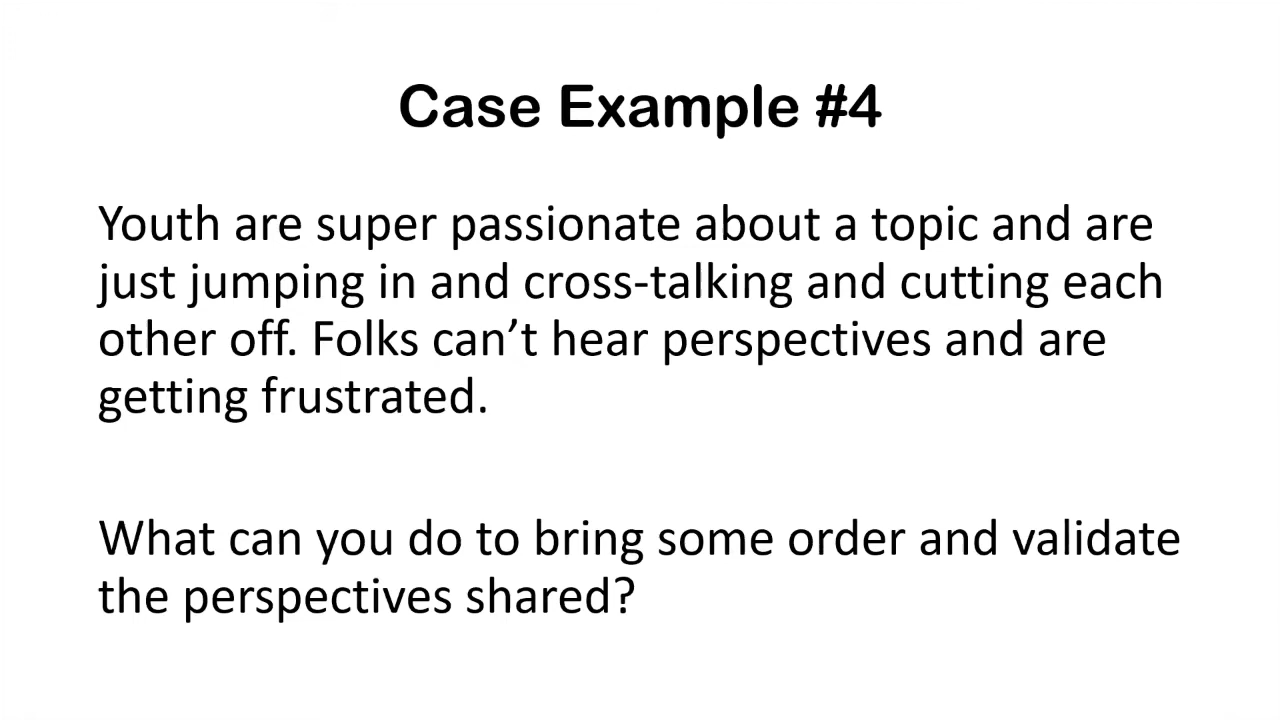 Case Example #4
Youth are super passionate about a topic and are
just jumping in and cross-talking and cutting each
other off. Folks can’t hear perspectives and are
getting frustrated.
What can you do to bring some order and validate
the perspectives shared?